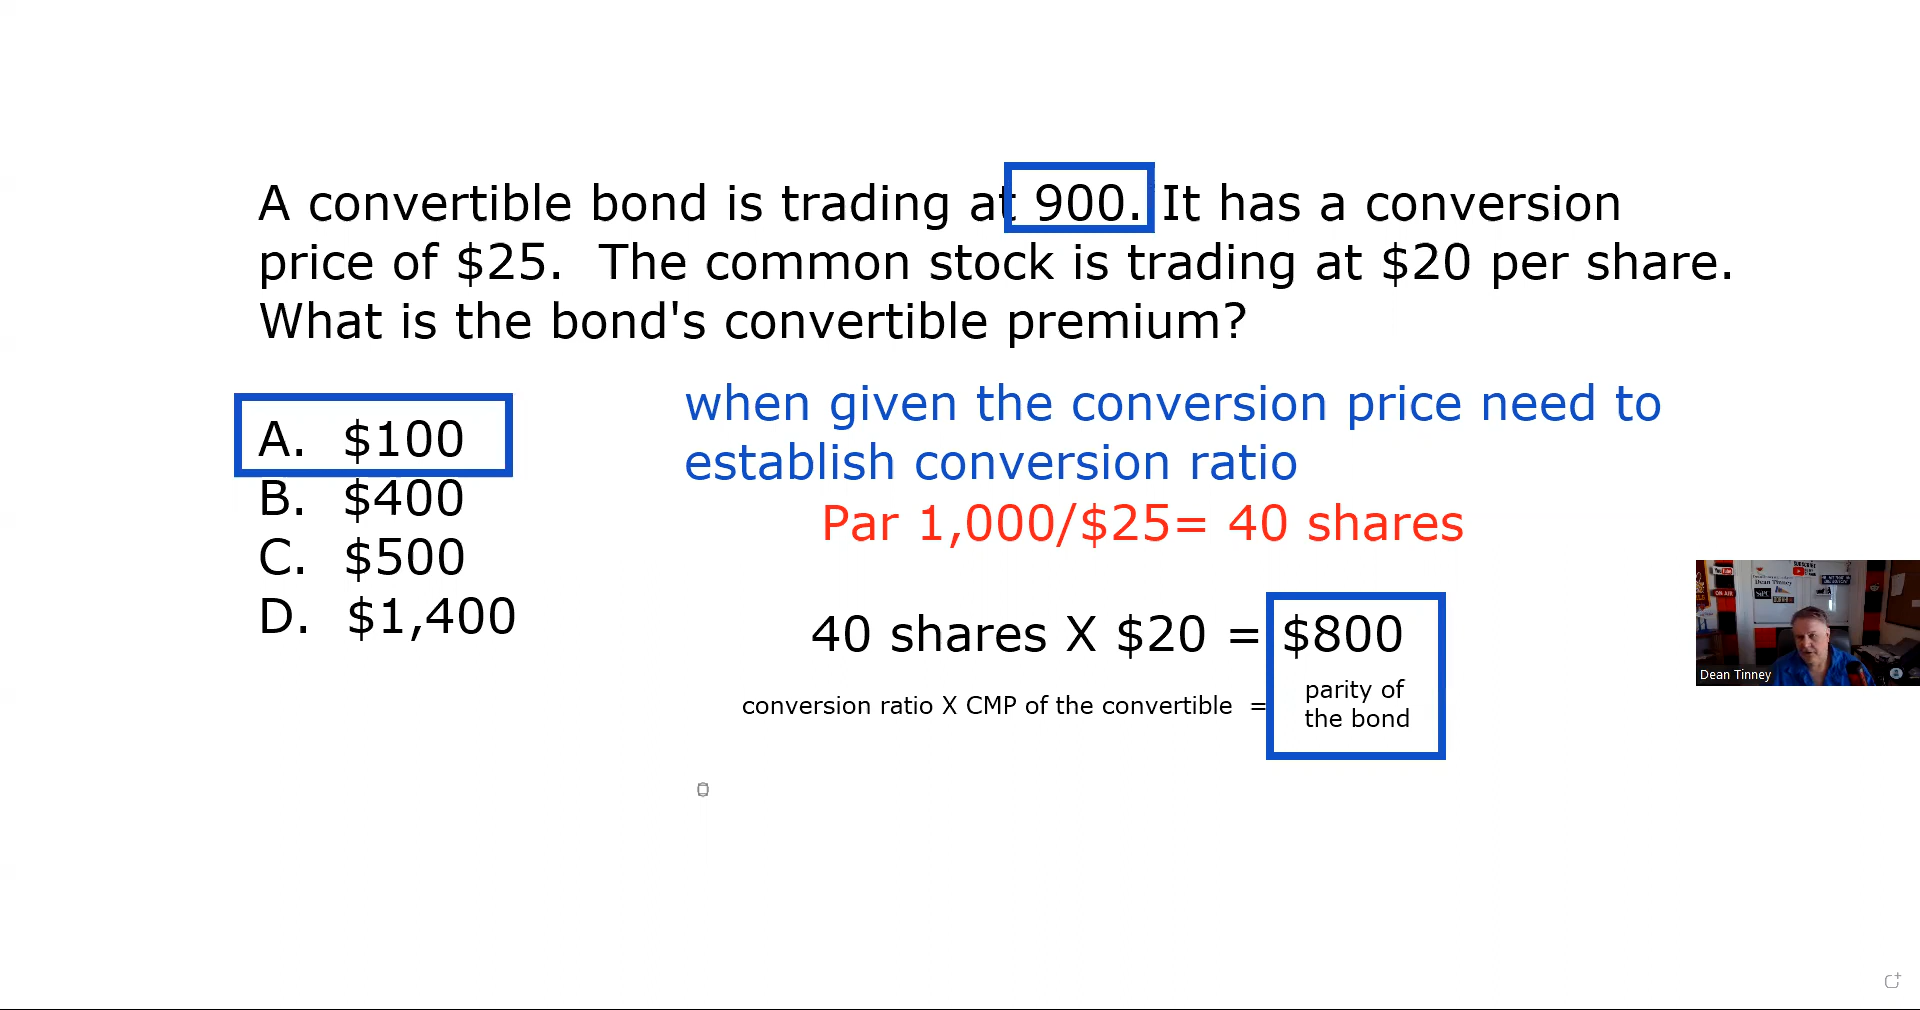 A convertible bond is trading at 900. It has a conversion
price of $25. The common stock is trading at $20 per share.
What is the bond's convertible premium?
A. $100
B. $400
C. $500
D. $1,400
when given the conversion price need to
establish conversion ratio
Par 1,000/$25= 40 shares
40 shares X $20 = $800
conversion ratio X CMP of the convertible =
parity of
the bond
Dean Tinney